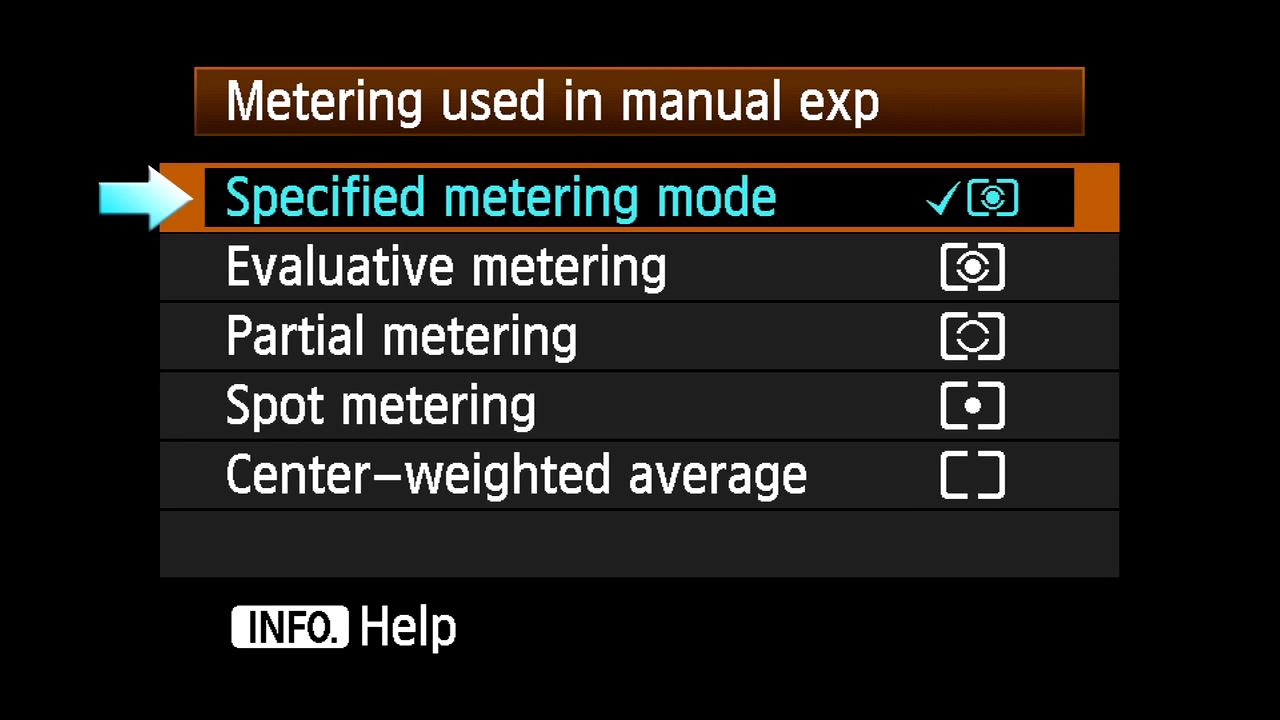 Metering used in manual exp
Specified metering mode
Evaluative metering
Partial metering
Spot metering
Center-weighted average
INFO. Help